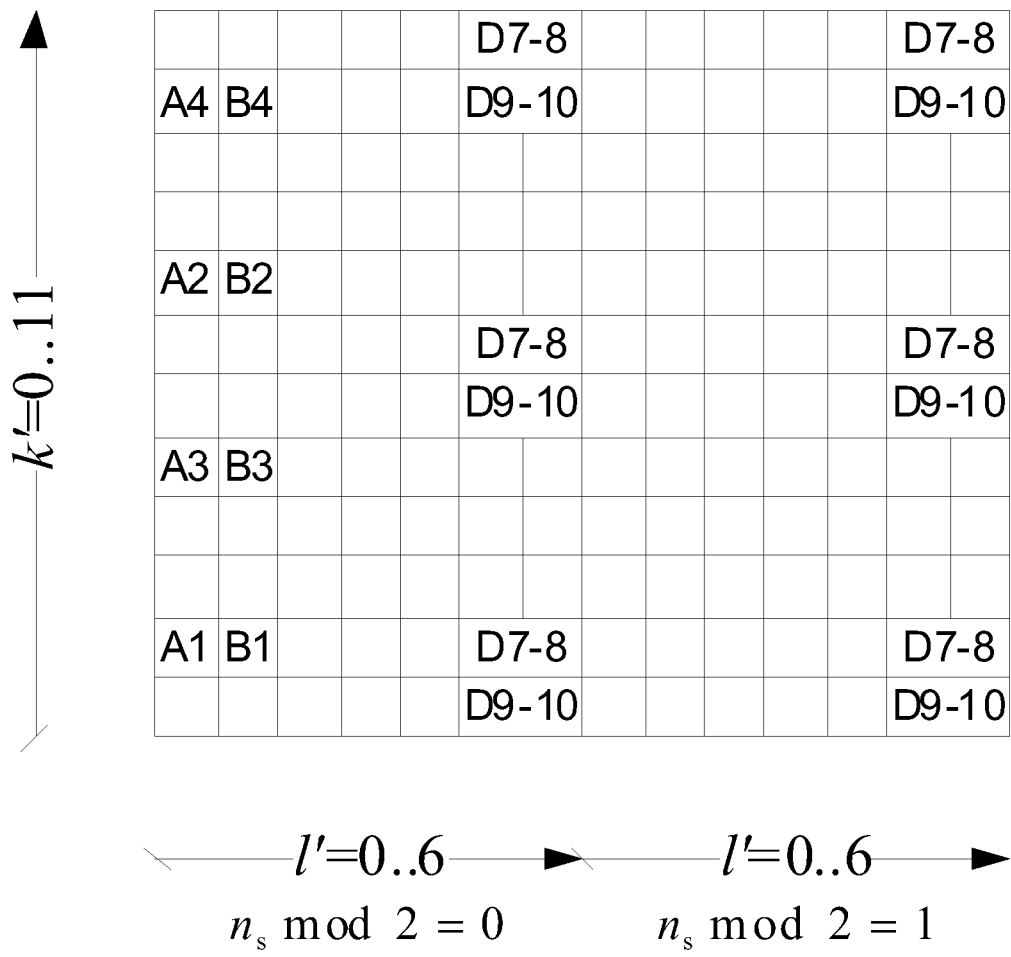 D7-8 D7-8
A4 B4 D9-10 D9-10
A2 B2
D7-8 D7-8
D9-10 D9-10
A3 B3
A1 B1 D7-8 D7-8
D9-10 D9-10
k'=0..11
l'=0..6 l'=0..6
nₛ mod 2 = 0 nₛ mod 2 = 1